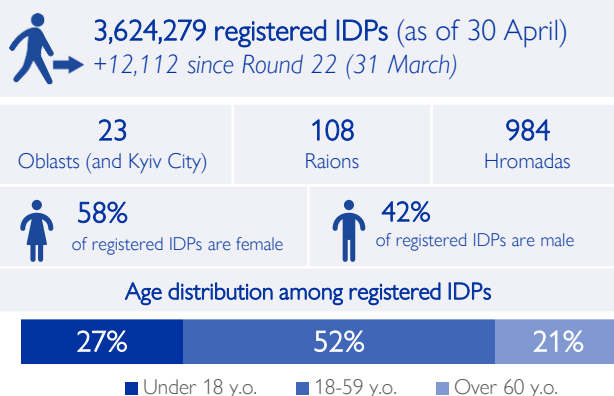 3,624,279 registered IDPs (as of 30 April)
+12,112 since Round 22 (31 March)
23
Oblasts (and Kyiv City)
108
Raions
984
Hromadas
58%
of registered IDPs are female
42%
of registered IDPs are male
Age distribution among registered IDPs
27% 52% 21%
Under 18 y.o. 18-59 y.o. Over 60 y.o.